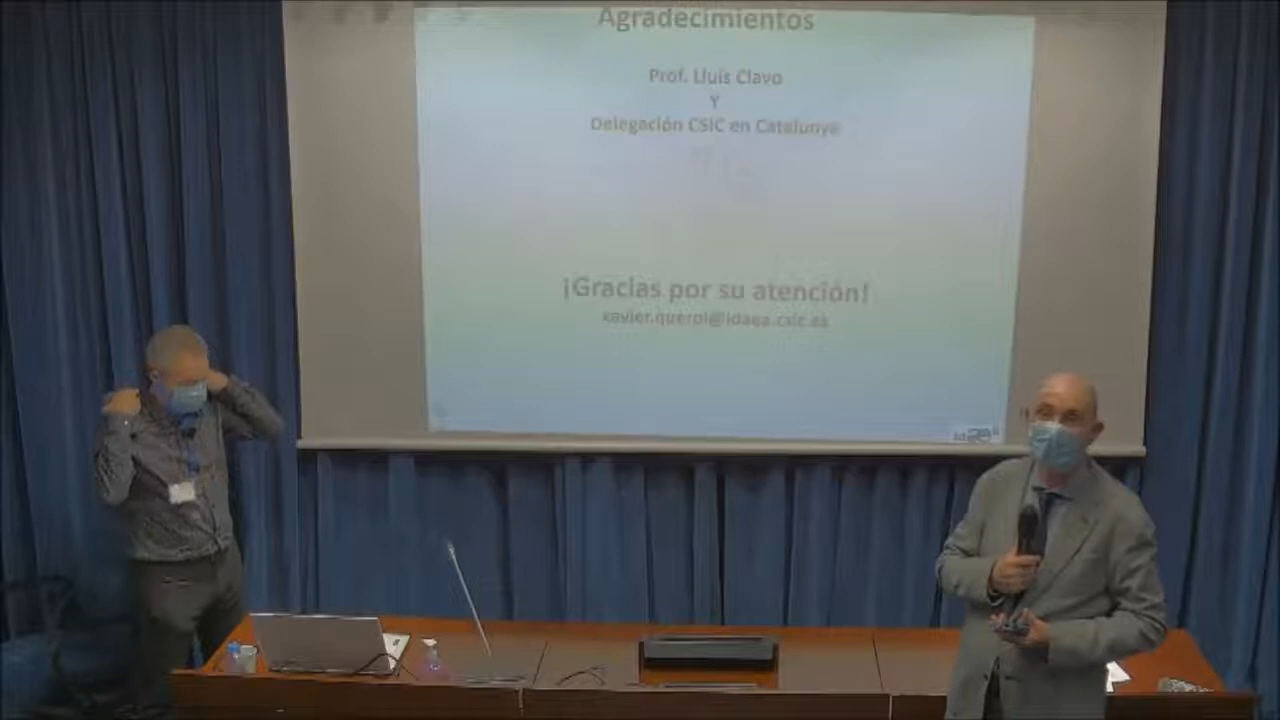 Agradecimientos
Prof. Lluís Clavo
Y
Delegación CSIC en Catalunya
¡Gracias por su atención!
xavier.querol@idaea.csic.es